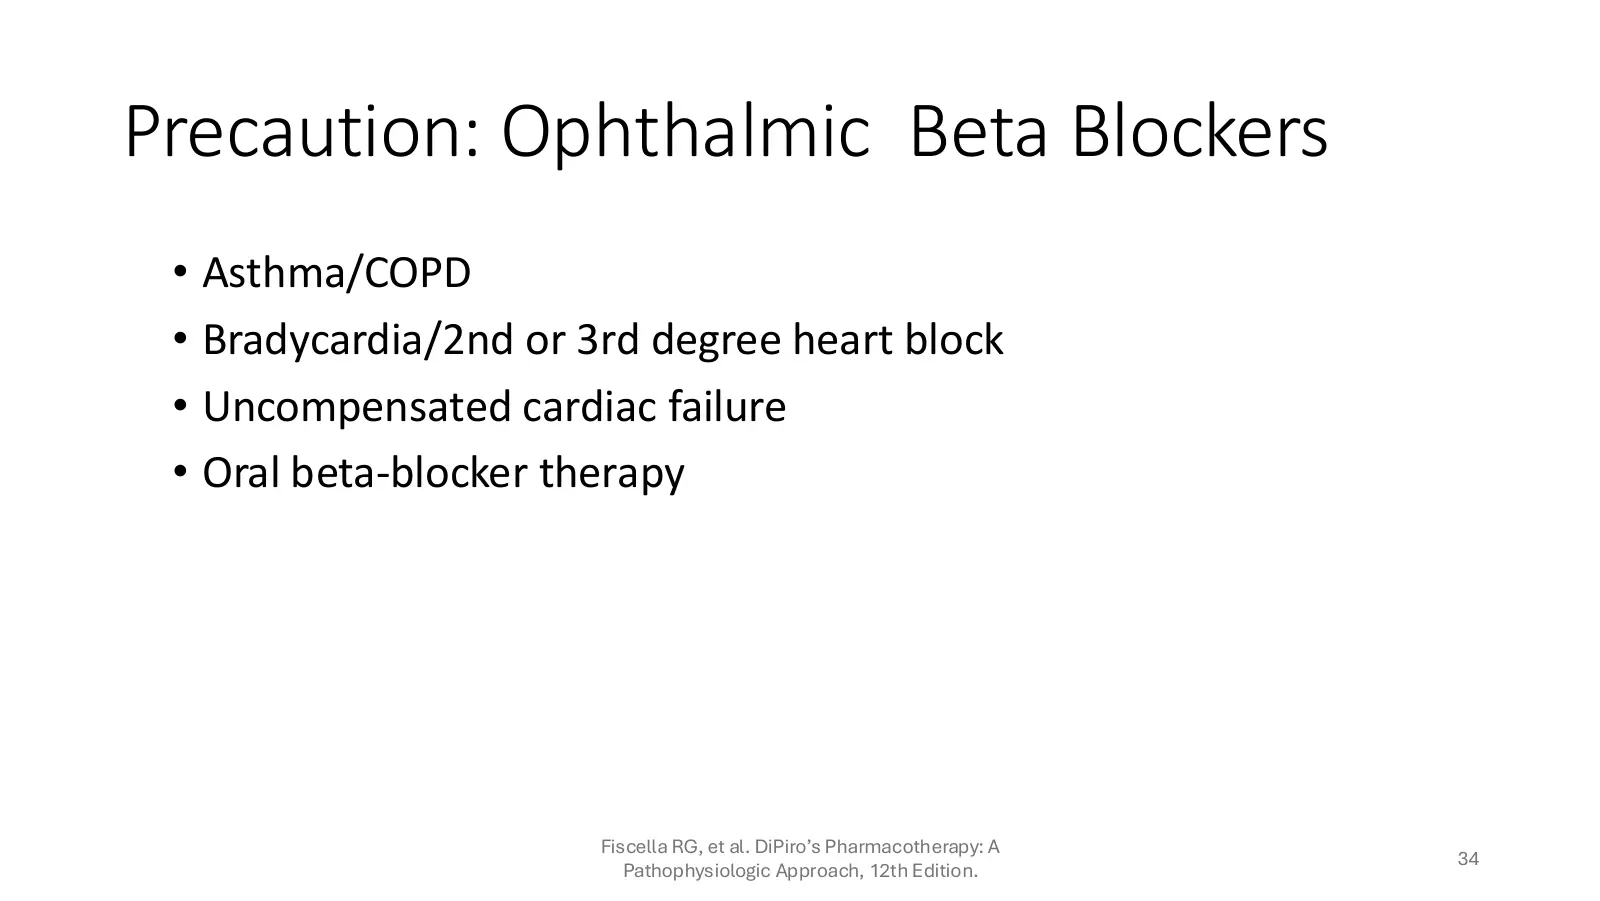 Precaution: Ophthalmic  Beta Blockers
• Asthma/COPD
• Bradycardia/2nd or 3rd degree heart block
• Uncompensated cardiac failure
• Oral beta-blocker therapy
Fiscella RG, et al. DiPiro’s Pharmacotherapy: A
Pathophysiologic Approach, 12th Edition.
34